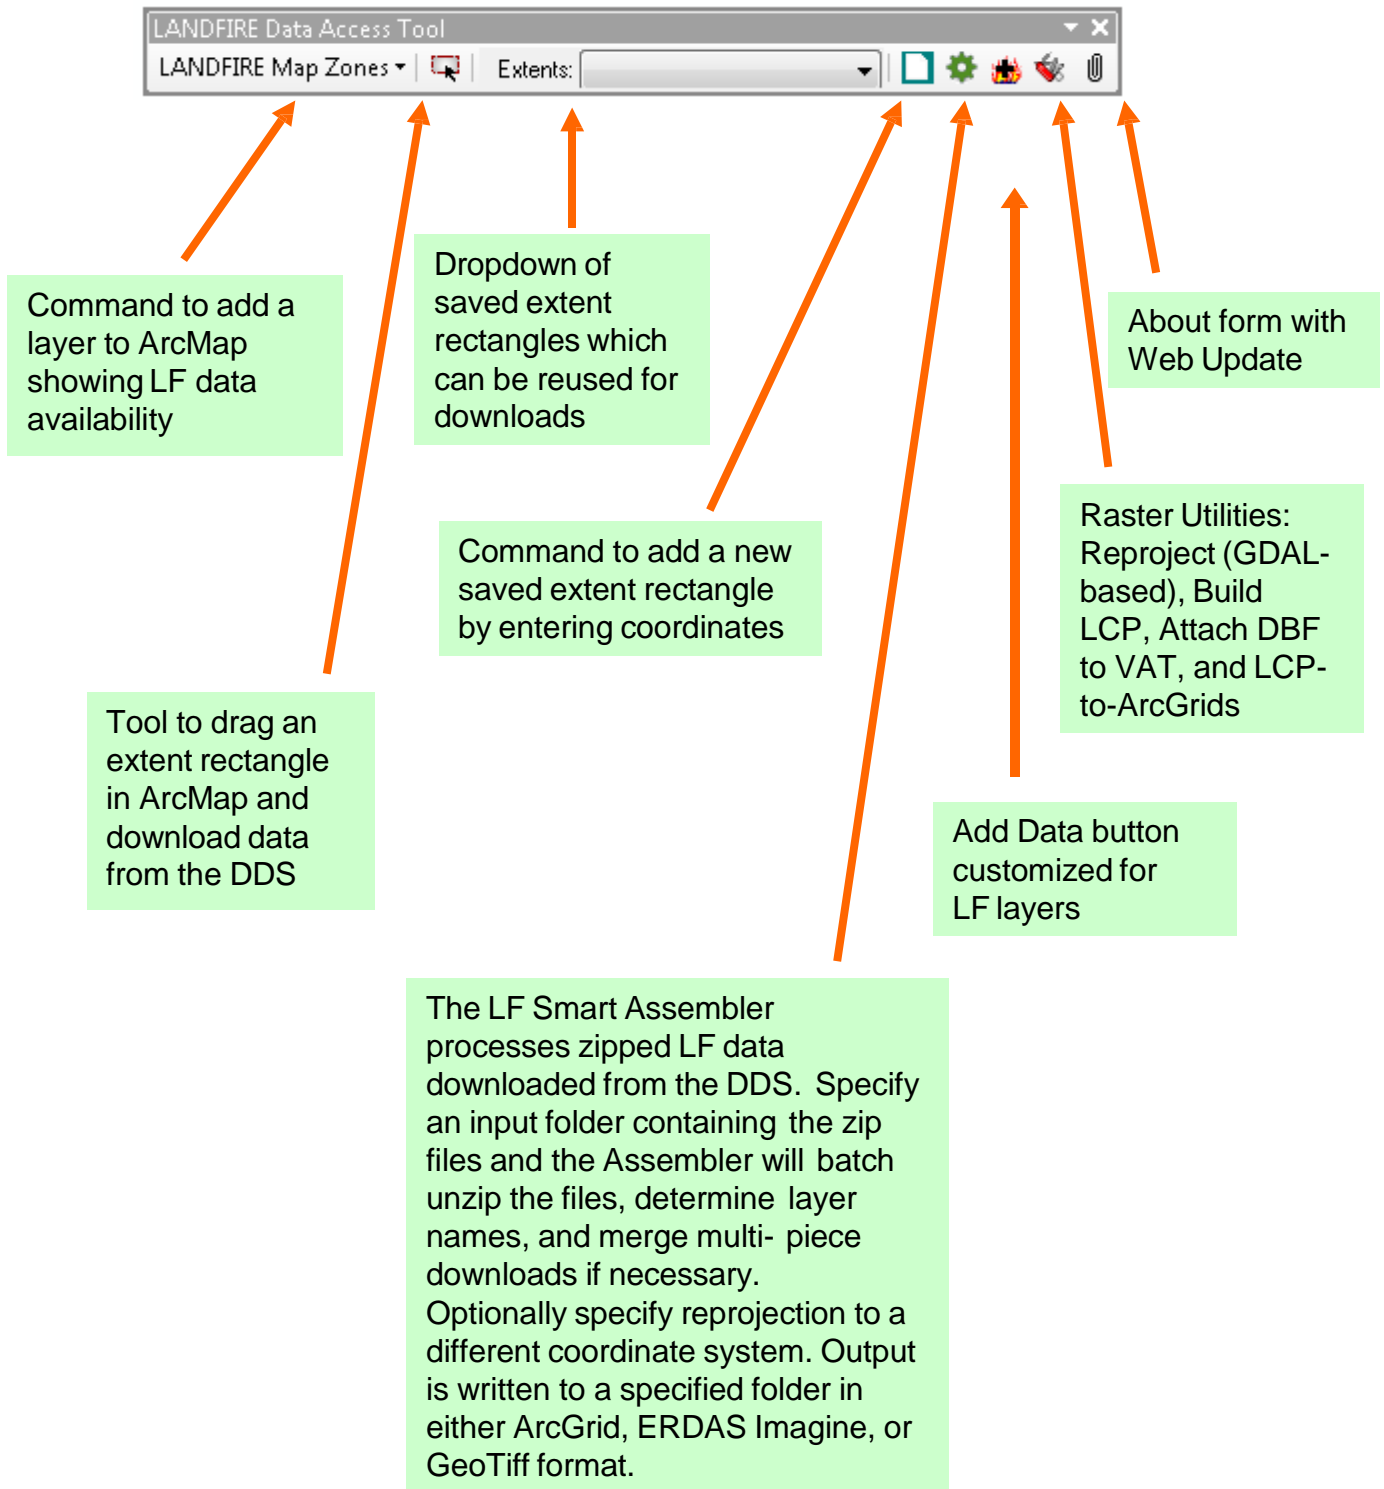 LANDFIRE Data Access Tool
LANDFIRE Map Zones
Extents:
Command to add a
layer to ArcMap
showing LF data
availability
Dropdown of
saved extent
rectangles which
can be reused for
downloads
About form with
Web Update
Command to add a new
saved extent rectangle
by entering coordinates
Raster Utilities:
Reproject (GDAL-
based), Build
LCP, Attach DBF
to VAT, and LCP-
to-ArcGrids
Tool to drag an
extent rectangle
in ArcMap and
download data
from the DDS
Add Data button
customized for
LF layers
The LF Smart Assembler
processes zipped LF data
downloaded from the DDS. Specify
an input folder containing the zip
files and the Assembler will batch
unzip the files, determine layer
names, and merge multi- piece
downloads if necessary.
Optionally specify reprojection to a
different coordinate system. Output
is written to a specified folder in
either ArcGrid, ERDAS Imagine, or
GeoTiff format.